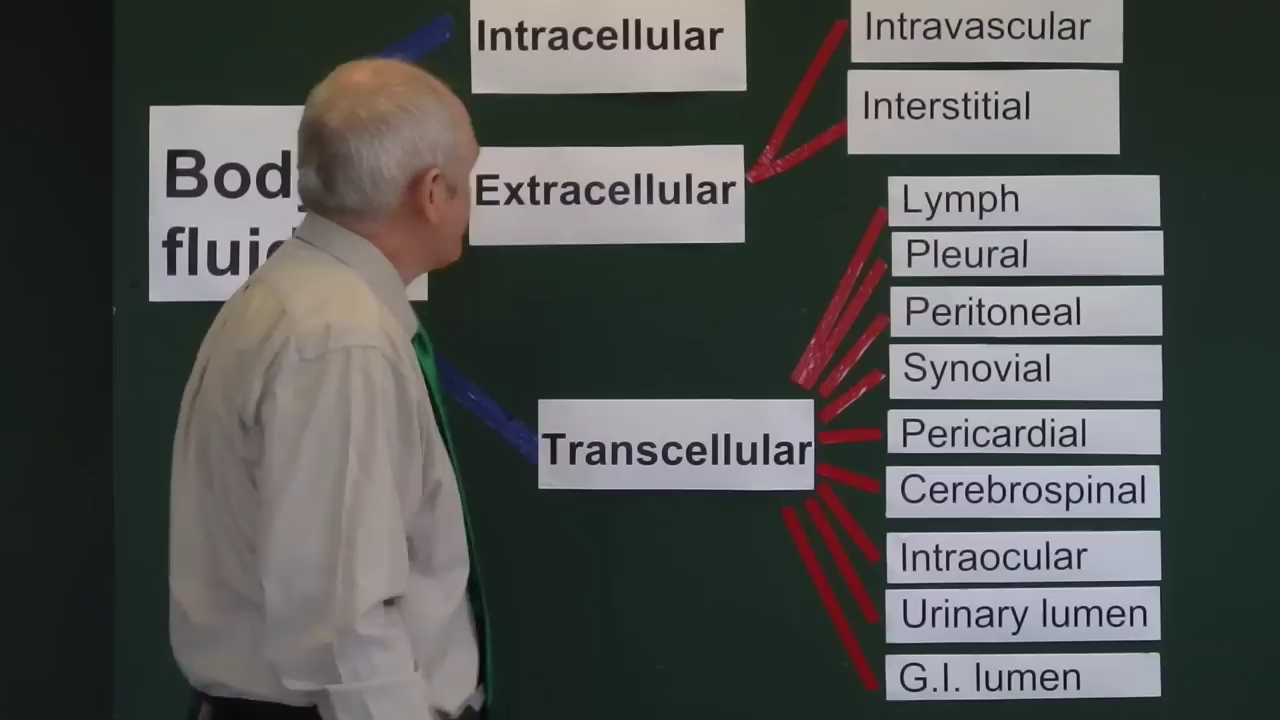 Intracellular
Intravascular
Interstitial
Extracellular
Lymph
Pleural
Peritoneal
Synovial
Pericardial
Transcellular
Cerebrospinal
Intraocular
Urinary lumen
G.I. lumen